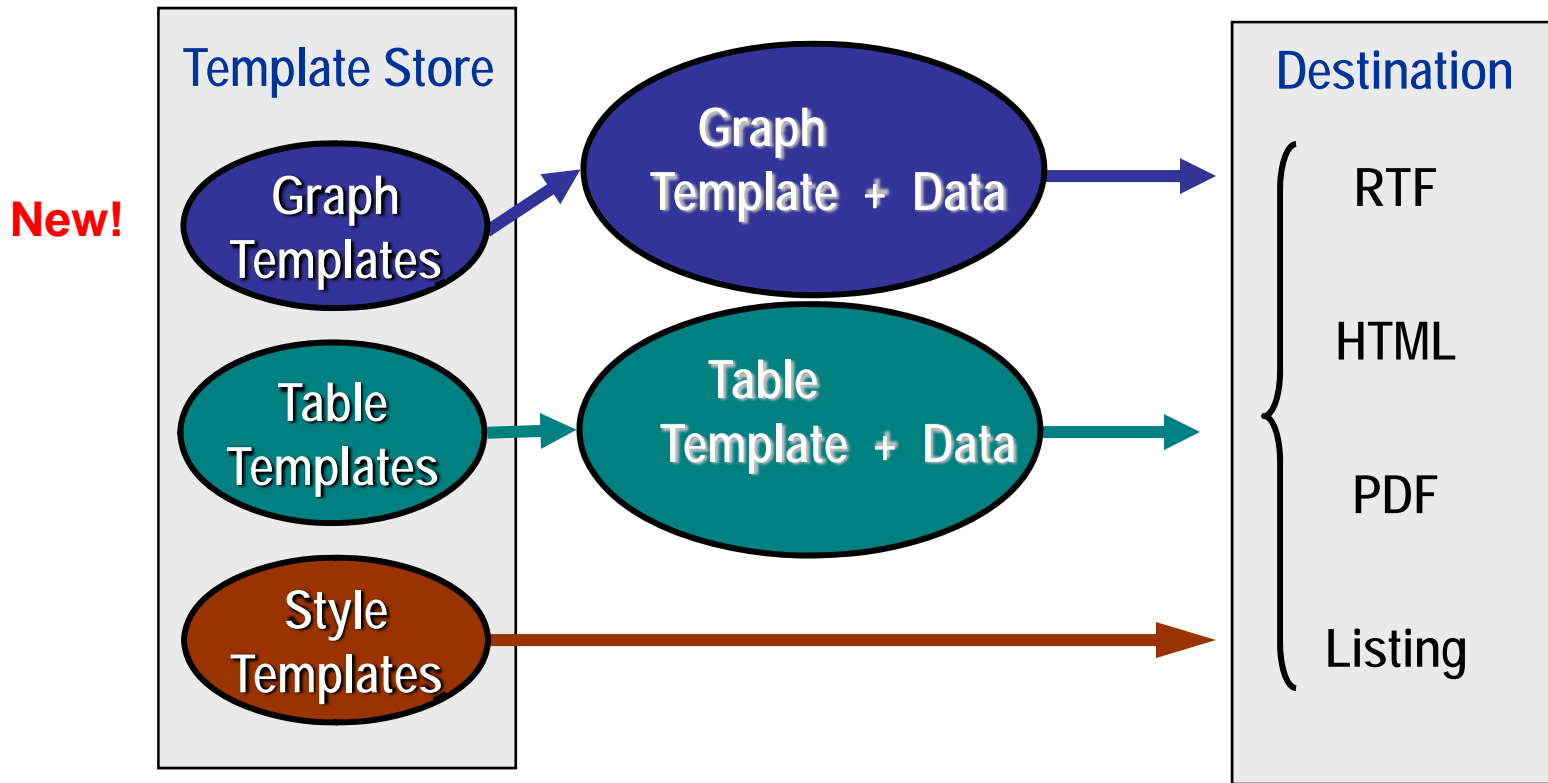 Template Store
New!
Graph
Templates
Table
Templates
Style
Templates
Graph
Template + Data
Table
Template + Data
Destination
RTF
HTML
PDF
Listing